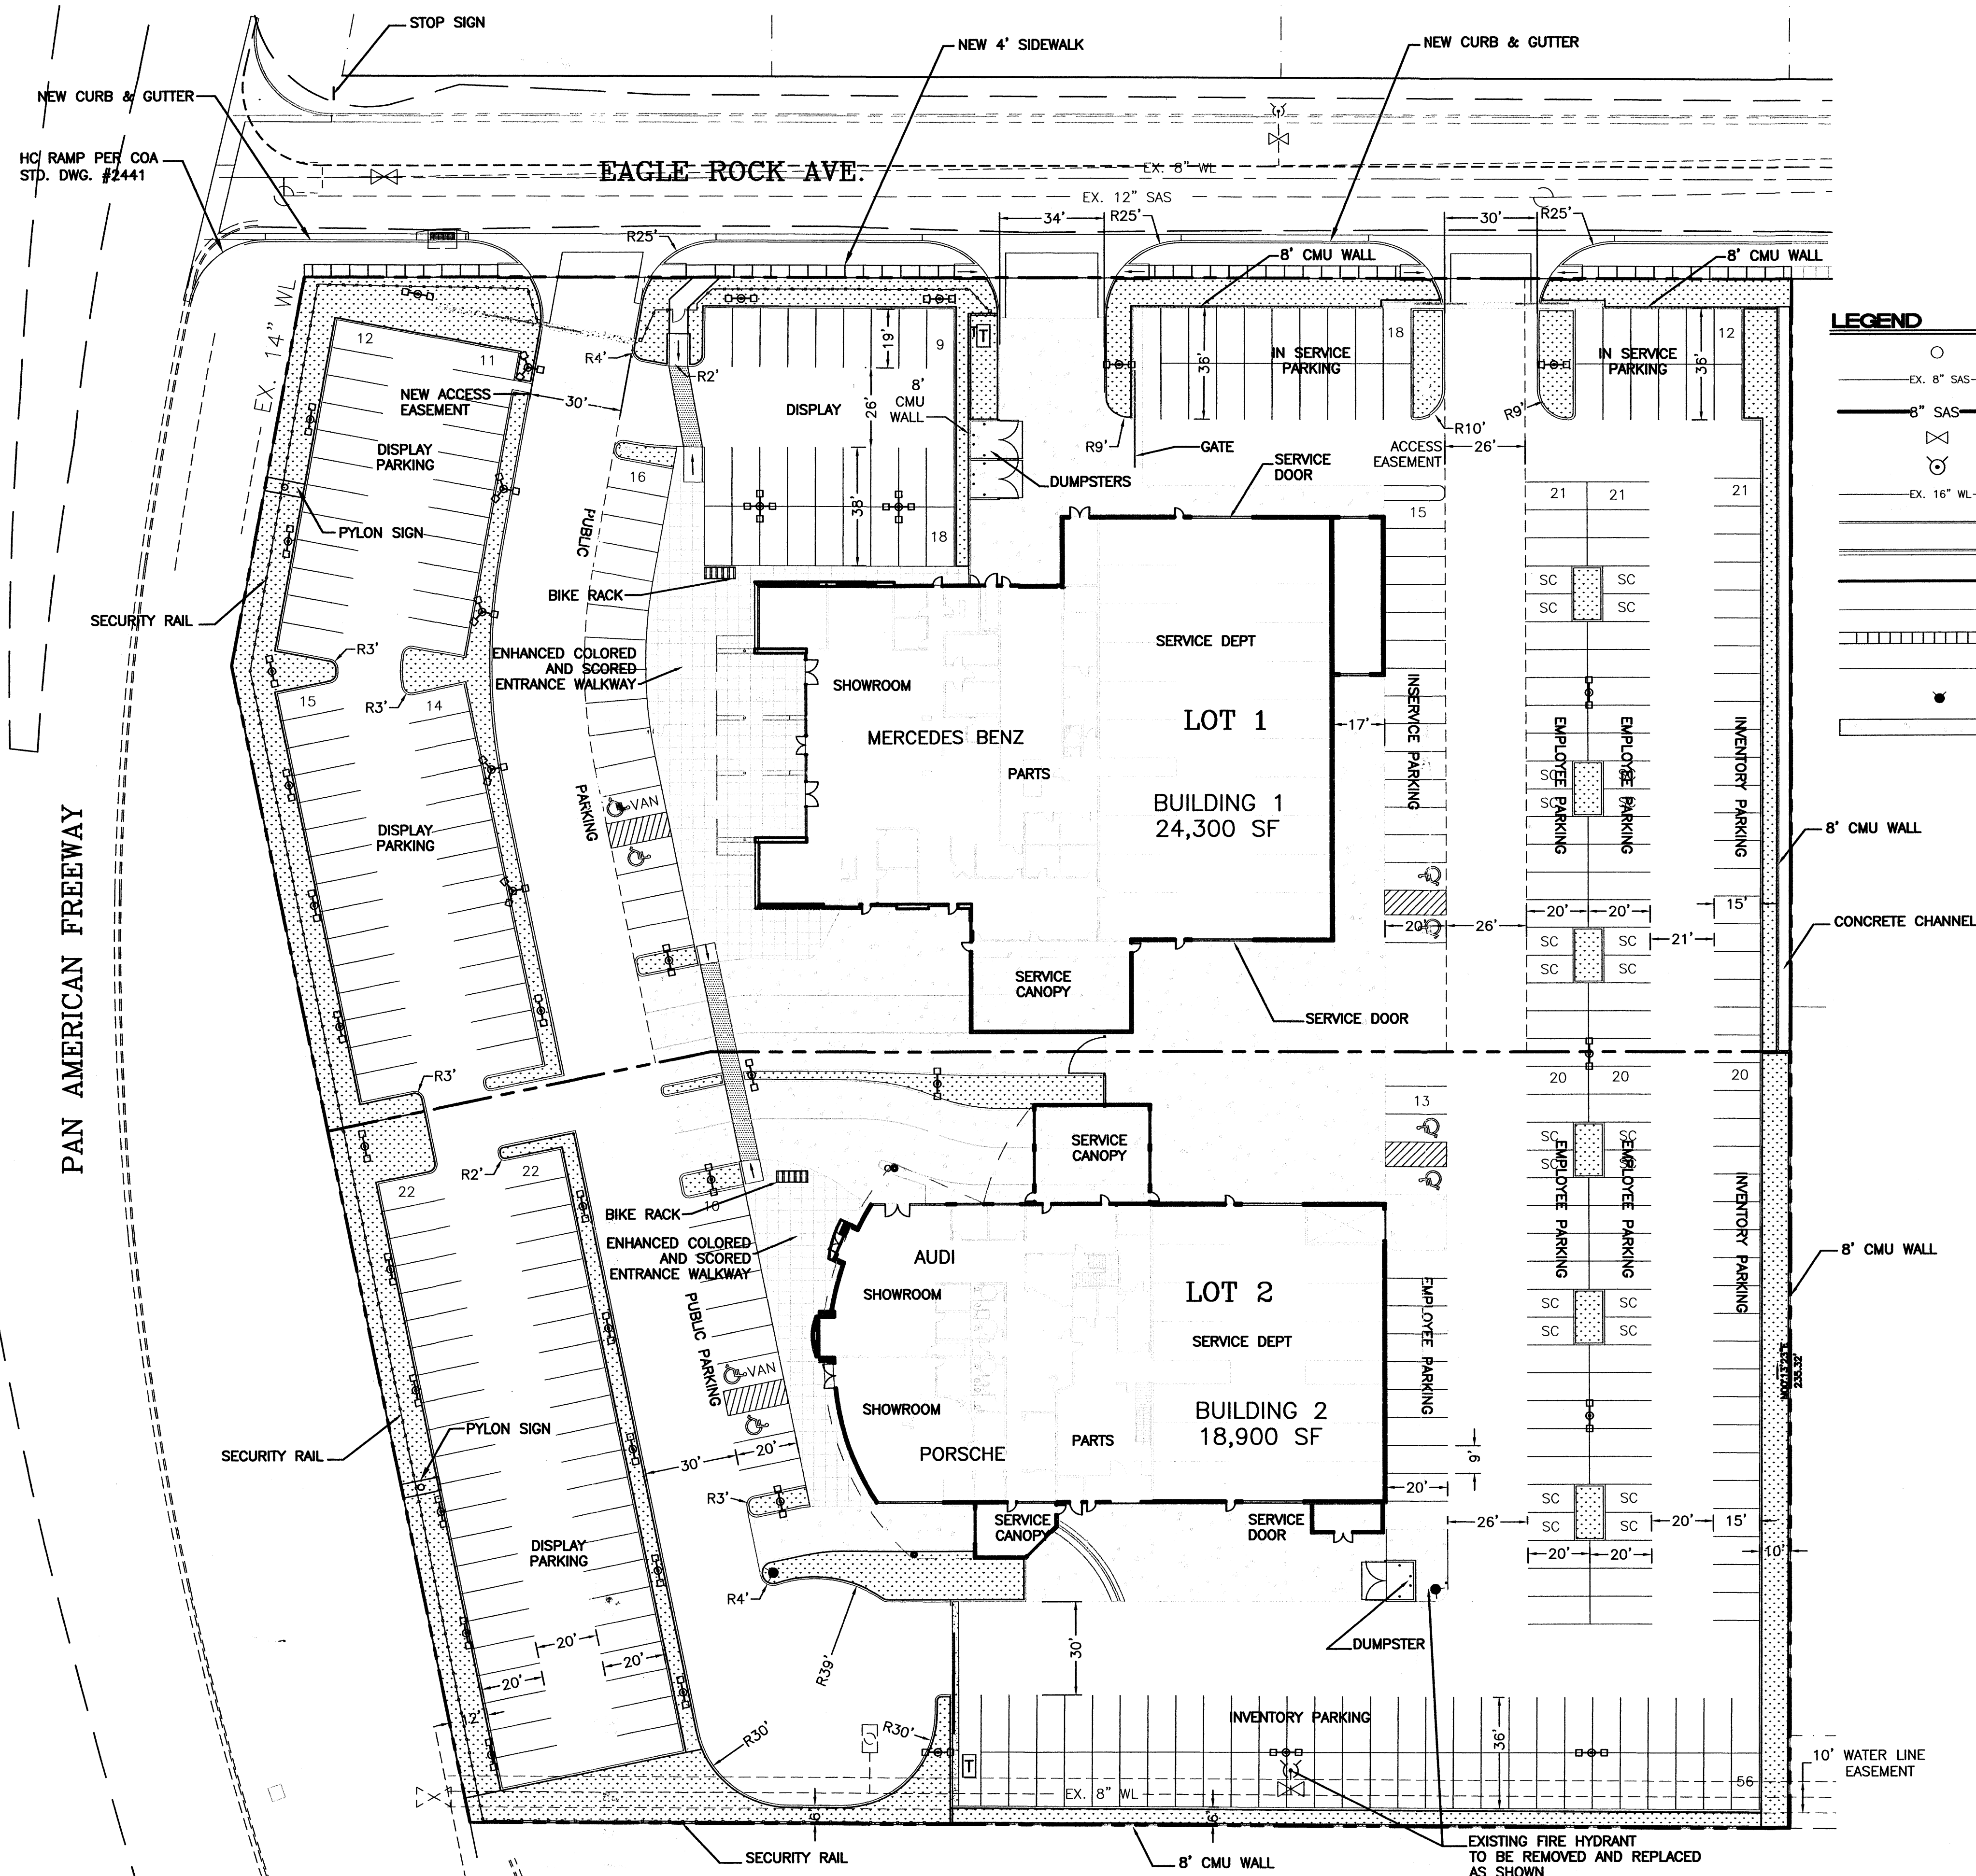 STOP SIGN
NEW 4' SIDEWALK
NEW CURB & GUTTER
NEW CURB & GUTTER
HC RAMP PER COA
STD. DWG. #2441
EAGLE ROCK AVE.
EX. 8" WL
EX. 12" SAS
34'
R25'
30'
R25'
R25'
8' CMU WALL
8' CMU WALL
EX. 14" WL
12
11
R4'
R2'
19'
9
T
18
IN SERVICE
PARKING
36'
IN SERVICE
PARKING
12
36'
LEGEND
EX. 8" SAS
8" SAS
EX. 16" WL
NEW ACCESS
EASEMENT
30'
DISPLAY
8'
CMU
WALL
26'
R9'
R10'
R9'
DISPLAY
PARKING
16
GATE
ACCESS
EASEMENT
26'
SERVICE
DOOR
DUMPSTERS
38'
18
15
21
21
21
PYLON SIGN
PUBLIC
BIKE RACK
SC
SC
SC
SC
SECURITY RAIL
R3'
ENHANCED COLORED
AND SCORED
ENTRANCE WALKWAY
SERVICE DEPT
SHOWROOM
15
R3'
14
LOT 1
MERCEDES BENZ
17'
PARTS
INSERVICE PARKING
EMPLOYEE PARKING
EMPLOYEE PARKING
INVENTORY PARKING
SC
SC
SC
SC
BUILDING 1
24,300 SF
VAN
PARKING
DISPLAY
PARKING
8' CMU WALL
PAN AMERICAN FREEWAY
20'
26'
20'
20'
15'
CONCRETE CHANNEL
SC
SC
21'
SC
SC
SERVICE
CANOPY
SERVICE DOOR
R3'
20
20
20
13
SERVICE
CANOPY
SC
SC
SC
SC
R2'
22
22
10
BIKE RACK
ENHANCED COLORED
AND SCORED
ENTRANCE WALKWAY
AUDI
SHOWROOM
LOT 2
8' CMU WALL
SC
SC
SC
SC
EMPLOYEE PARKING
EMPLOYEE PARKING
EMPLOYEE PARKING
INVENTORY PARKING
PUBLIC PARKING
SERVICE DEPT
VAN
SHOWROOM
BUILDING 2
18,900 SF
235.32'
PYLON SIGN
PARTS
PORSCHE
SECURITY RAIL
30'
20'
9'
20'
R3'
SERVICE
CANOPY
SERVICE
DOOR
26'
SC
SC
SC
SC
20'
15'
20'
20'
10'
DISPLAY
PARKING
R4'
R39'
30'
DUMPSTER
20'
20'
20'
12'
R30'
R30'
INVENTORY PARKING
36'
T
56
10' WATER LINE
EASEMENT
EX. 8" WL
6'
6'
SECURITY RAIL
8' CMU WALL
EXISTING FIRE HYDRANT
TO BE REMOVED AND REPLACED
AS SHOWN